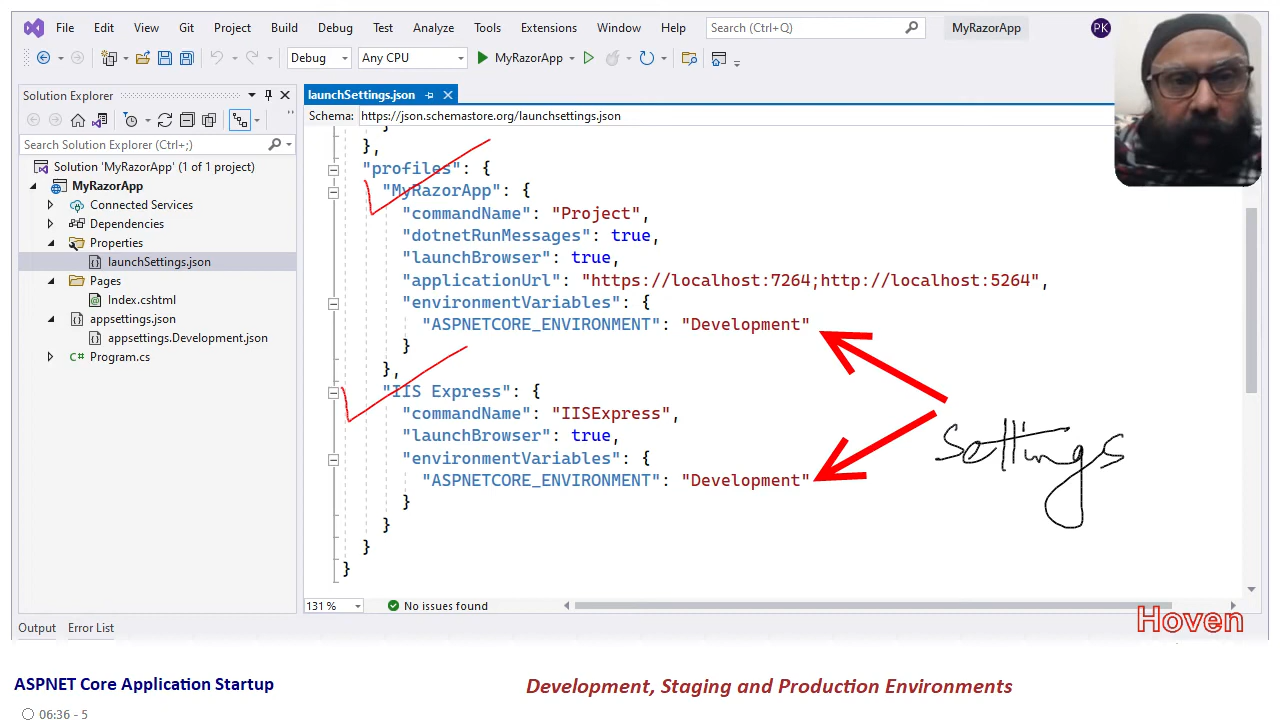 File Edit View Git Project Build Debug Test Analyze Tools Extensions Window Help Search (Ctrl+Q) MyRazorApp PK
Debug Any CPU MyRazorApp
Solution Explorer
Search Solution Explorer (Ctrl+;)
Solution 'MyRazorApp' (1 of 1 project)
MyRazorApp
Connected Services
Dependencies
Properties
launchSettings.json
Pages
Index.cshtml
appsettings.json
appsettings.Development.json
Program.cs
launchSettings.json
Schema: https://json.schemastore.org/launchsettings.json
},
"profiles": {
"MyRazorApp": {
"commandName": "Project",
"dotnetRunMessages": true,
"launchBrowser": true,
"applicationUrl": "https://localhost:7264;http://localhost:5264",
"environmentVariables": {
"ASPNETCORE_ENVIRONMENT": "Development"
}
},
"IIS Express": {
"commandName": "IISExpress",
"launchBrowser": true,
"environmentVariables": {
"ASPNETCORE_ENVIRONMENT": "Development"
}
}
}
}
Settings
131 % No issues found
Hoven
Output Error List
ASPNET Core Application Startup
Development, Staging and Production Environments
06:36 - 5